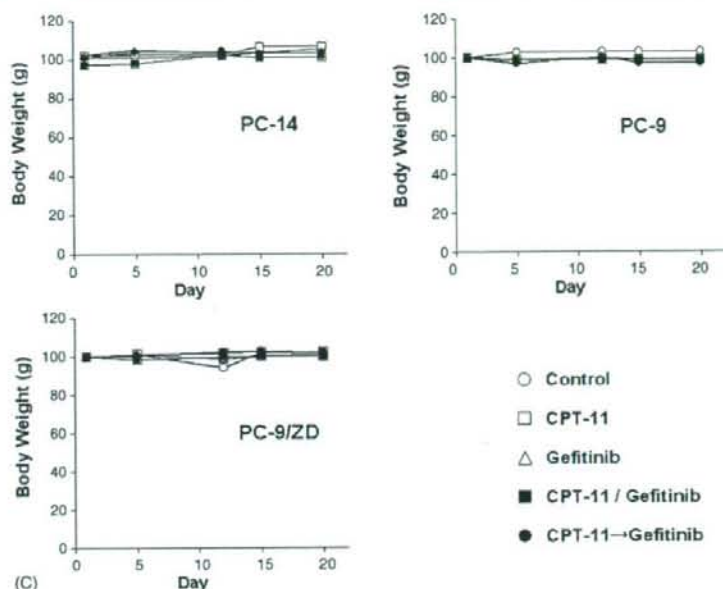 120
100
80
60
40
20
0
Body Weight (g)
PC-14
0 5 10 15 20
Day
120
100
80
60
40
20
0
Body Weight (g)
PC-9
0 5 10 15 20
Day
120
100
80
60
40
20
0
Body Weight (g)
PC-9/ZD
0 5 10 15 20
Day
(C)
Control
CPT-11
Gefitinib
CPT-11 / Gefitinib
CPT-11→Gefitinib